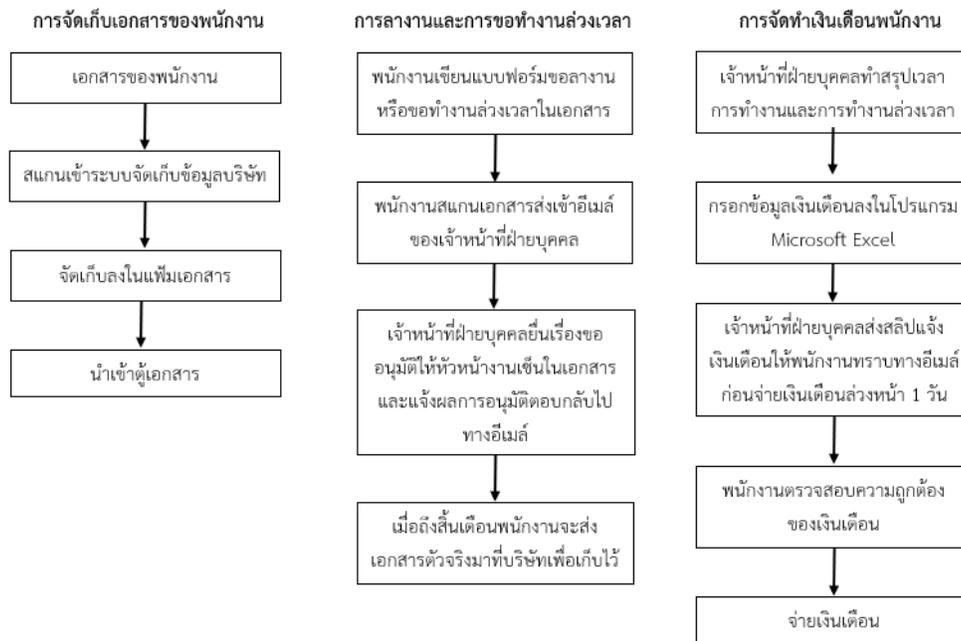 การจัดเก็บเอกสารของพนักงาน
เอกสารของพนักงาน
สแกนเข้าระบบจัดเก็บข้อมูลบริษัท
จัดเก็บลงในแฟ้มเอกสาร
นำเข้าตู้เอกสาร
การลางานและการขอทำงานล่วงเวลา
พนักงานเขียนแบบฟอร์มขอลางาน
หรือขอทำงานล่วงเวลาในเอกสาร
พนักงานสแกนเอกสารส่งเข้าอีเมล์
ของเจ้าหน้าที่ฝ่ายบุคคล
เจ้าหน้าที่ฝ่ายบุคคลยื่นเรื่องขอ
อนุมัติให้หัวหน้างานเซ็นในเอกสาร
และแจ้งผลการอนุมัติตอบกลับไป
ทางอีเมล์
เมื่อถึงสิ้นเดือนพนักงานจะส่ง
เอกสารตัวจริงมาที่บริษัทเพื่อเก็บไว้
การจัดทำเงินเดือนพนักงาน
เจ้าหน้าที่ฝ่ายบุคคลทำสรุปเวลา
การทำงานและการทำงานล่วงเวลา
กรอกข้อมูลเงินเดือนลงในโปรแกรม
Microsoft Excel
เจ้าหน้าที่ฝ่ายบุคคลส่งสลิปแจ้ง
เงินเดือนให้พนักงานทราบทางอีเมล์
ก่อนจ่ายเงินเดือนล่วงหน้า 1 วัน
พนักงานตรวจสอบความถูกต้อง
ของเงินเดือน
จ่ายเงินเดือน